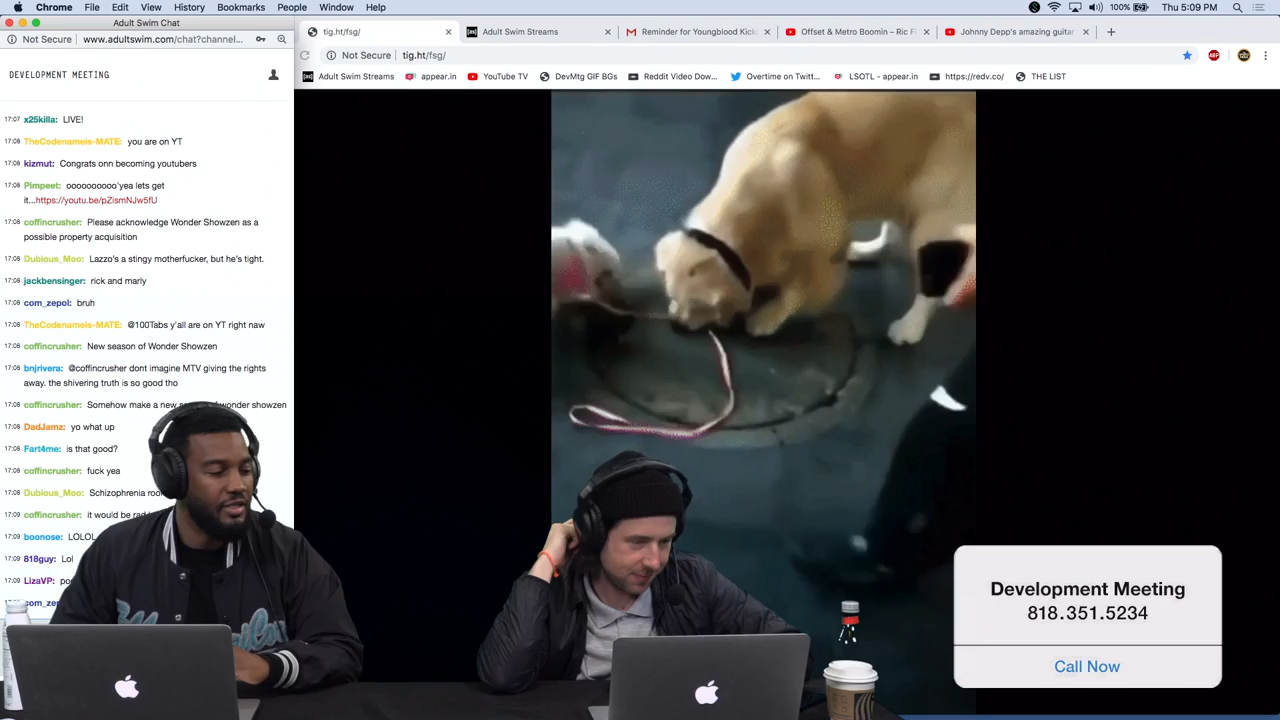 Chrome File Edit View History Bookmarks People Window Help
100% Thu 5:09 PM
Adult Swim Chat
Not Secure www.adultswim.com/chat?channel...
DEVELOPMENT MEETING
17:07 x25killa: LIVE!
17:08 TheCodenameis-MATE: you are on YT
17:08 kizmut: Congrats onn becoming youtubers
17:08 Pimpeet: oooooooooo'yea lets get
it...https://youtu.be/pZismNJw5fU
17:08 coffincrusher: Please acknowledge Wonder Showzen as a
possible property acquisition
17:08 Dubious_Moo: Lazzo's a stingy motherfucker, but he's tight.
17:08 jackbensinger: rick and marly
17:08 com_zepol: bruh
17:08 TheCodenameis-MATE: @100Tabs y'all are on YT right naw
17:08 coffincrusher: New season of Wonder Showzen
17:08 bnjrivera: @coffincrusher dont imagine MTV giving the rights
away. the shivering truth is so good tho
17:08 coffincrusher: Somehow make a new wonder showzen
17:08 DadJamz: yo what up
17:08 Fart4me: is that good?
17:08 coffincrusher: fuck yea
17:08 Dubious_Moo: Schizophrenia
17:09 coffincrusher: it would be
17:09 boonose: LOLOL
17:09 818guy: Lol
17:09 LizaVP:
17:09
tig.ht/fsg/
Adult Swim Streams
Reminder for Youngblood Kick
Offset & Metro Boomin – Ric F
Johnny Depp's amazing guitar
Not Secure tig.ht/fsg/
Adult Swim Streams appear.in YouTube TV DevMtg GIF BGs Reddit Video Dow... Overtime on Twitt... LSOTL - appear.in https://redv.co/ THE LIST
ABP
Development Meeting
818.351.5234
Call Now